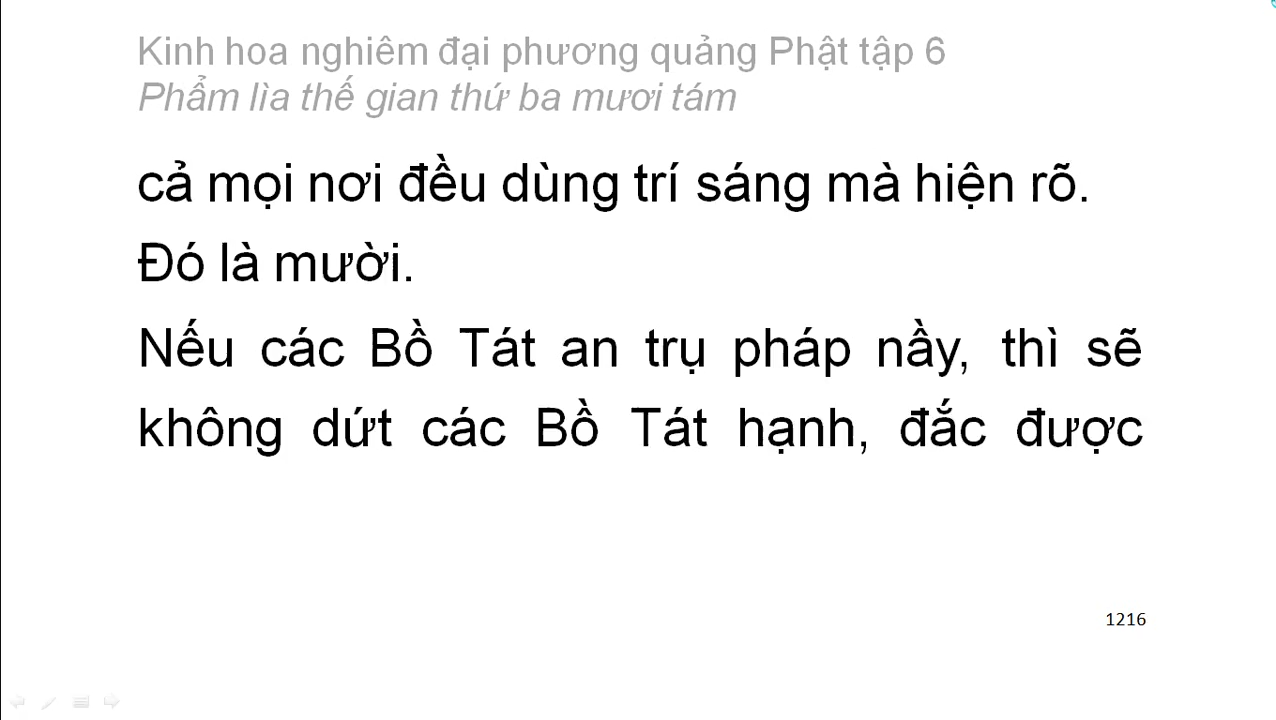 Kinh hoa nghiêm đại phương quảng Phật tập 6
Phẩm lìa thế gian thứ ba mươi tám
cả mọi nơi đều dùng trí sáng mà hiện rõ.
Đó là mười.
Nếu các Bồ Tát an trụ pháp nầy, thì sẽ
không dứt các Bồ Tát hạnh, đắc được
1216